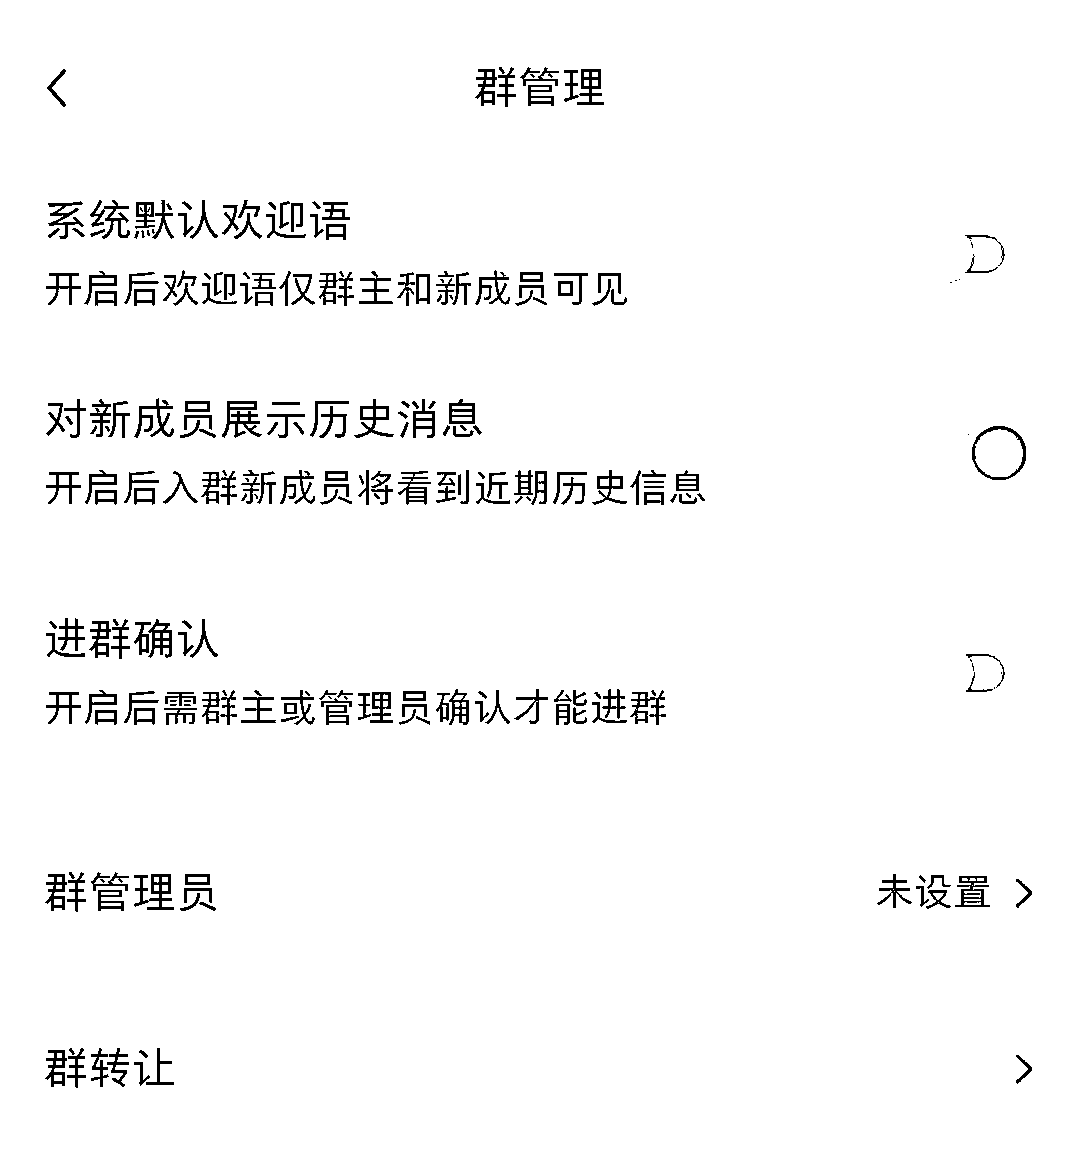 群管理
系统默认欢迎语
开启后欢迎语仅群主和新成员可见
对新成员展示历史消息
开启后入群新成员将看到近期历史信息
进群确认
开启后需群主或管理员确认才能进群
群管理员 未设置
群转让